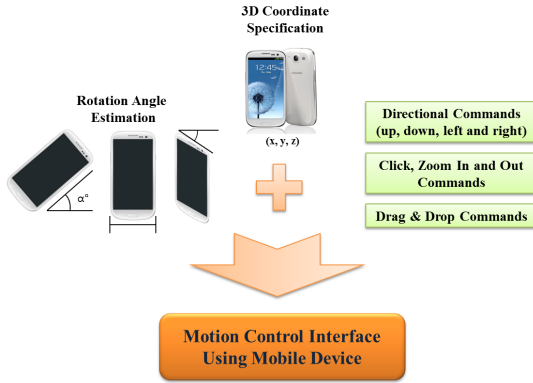 3D Coordinate
Specification
12:45
(x, y, z)
Rotation Angle
Estimation
α°
Directional Commands
(up, down, left and right)
Click, Zoom In and Out
Commands
Drag & Drop Commands
Motion Control Interface
Using Mobile Device